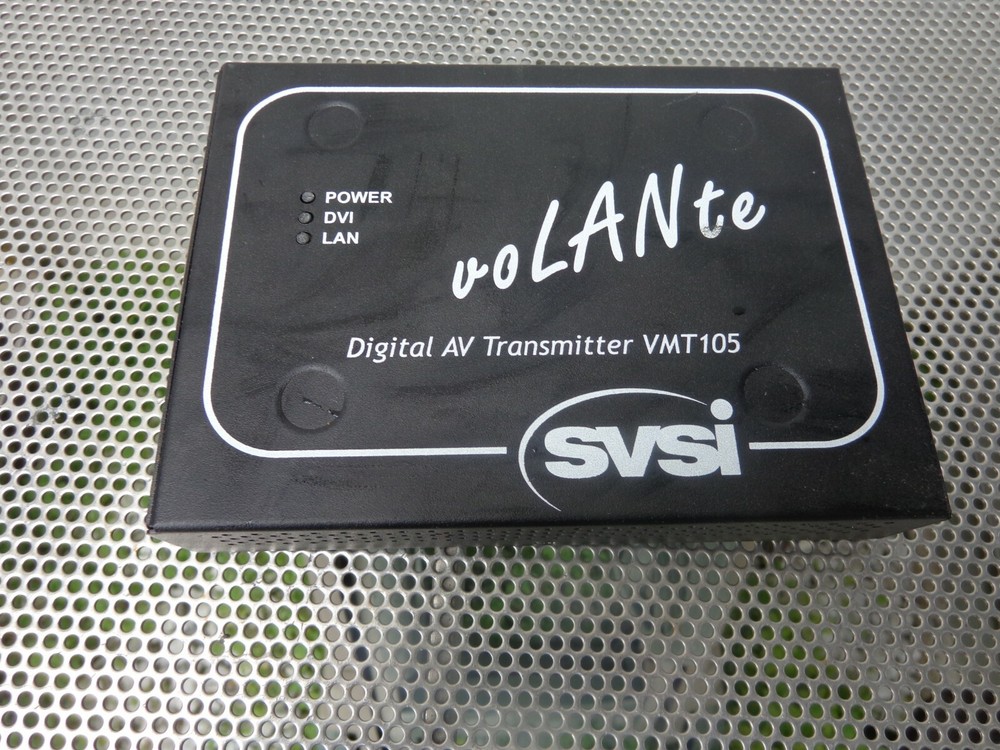 POWER
DVI
LAN
voLANte
Digital AV Transmitter VMT105
svsi